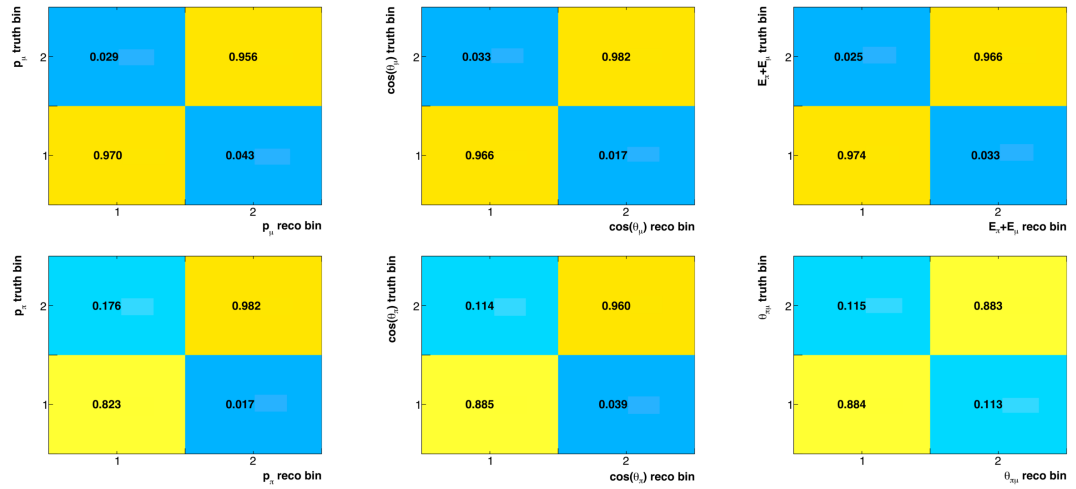 p_μ truth bin
2
0.029 0.956
1
0.970 0.043
1 2
p_μ reco bin
cos(θ_μ) truth bin
2
0.033 0.982
1
0.966 0.017
1 2
cos(θ_μ) reco bin
E_π+E_μ truth bin
2
0.025 0.966
1
0.974 0.033
1 2
E_π+E_μ reco bin
p_π truth bin
2
0.176 0.982
1
0.823 0.017
1 2
p_π reco bin
cos(θ_π) truth bin
2
0.114 0.960
1
0.885 0.039
1 2
cos(θ_π) reco bin
θ_πμ truth bin
2
0.115 0.883
1
0.884 0.113
1 2
θ_πμ reco bin